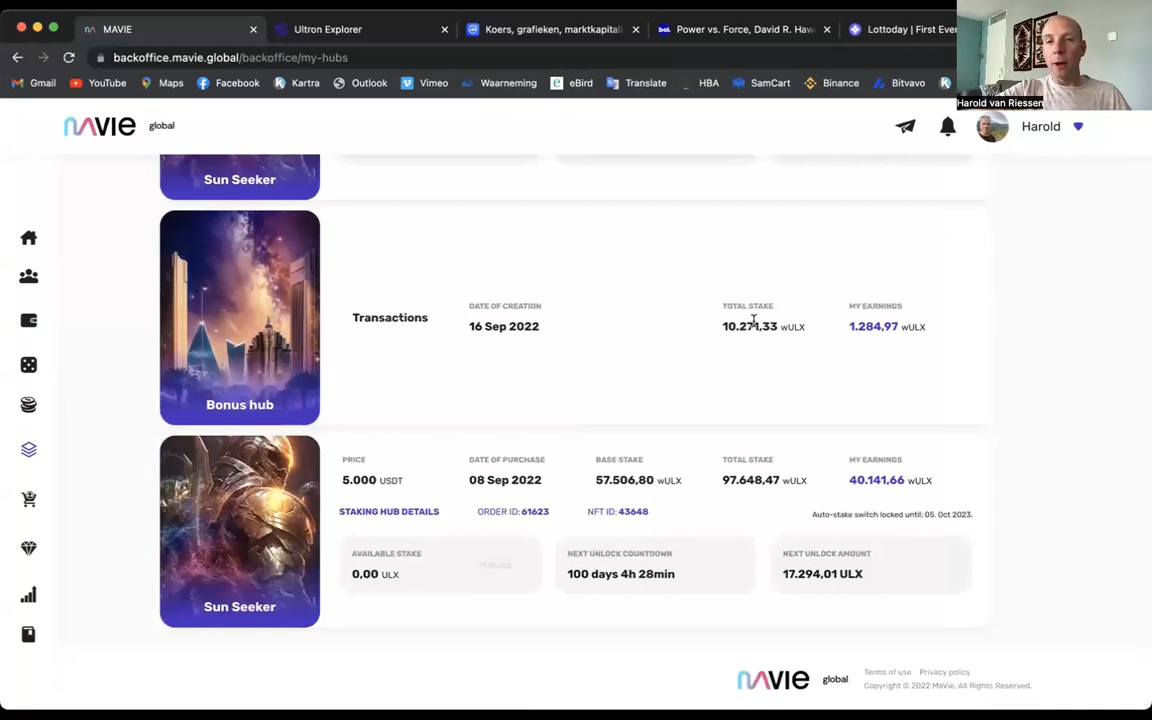 MAVIE
Ultron Explorer
Koers, grafieken, marktkapital
bol. Power vs. Force, David R. Haw
Lottoday | First Even
backoffice.mavie.global/backoffice/my-hubs
Gmail YouTube Maps Facebook Kartra Outlook Vimeo Waarneming eBird Translate HBA SamCart Binance Bitvavo
Harold van Riessen
mavie global
Harold
Sun Seeker
Bonus hub
Transactions
DATE OF CREATION
16 Sep 2022
TOTAL STAKE
10.271,33 wULX
MY EARNINGS
1.284,97 wULX
Sun Seeker
PRICE
5.000 USDT
DATE OF PURCHASE
08 Sep 2022
BASE STAKE
57.506,80 wULX
TOTAL STAKE
97.648,47 wULX
MY EARNINGS
40.141,66 wULX
STAKING HUB DETAILS
ORDER ID: 61623
NFT ID: 43648
Auto-stake switch locked until: 05. Oct 2023.
AVAILABLE STAKE
0,00 ULX
NEXT UNLOCK COUNTDOWN
100 days 4h 28min
NEXT UNLOCK AMOUNT
17.294,01 ULX
mavie global
Terms of use Privacy policy
Copyright © 2022 MaVie. All Rights Reserved.